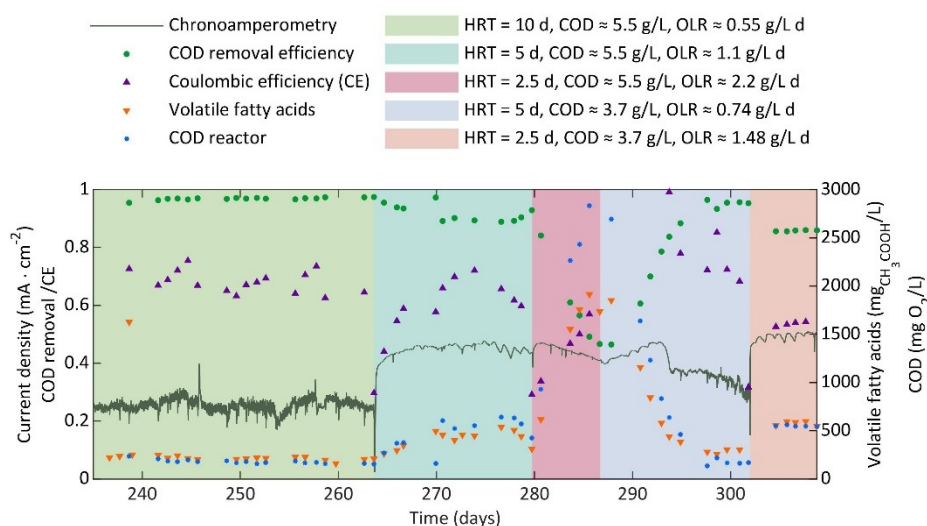 Chronoamperometry
COD removal efficiency
Coulombic efficiency (CE)
Volatile fatty acids
COD reactor
HRT = 10 d, COD ≈ 5.5 g/L, OLR ≈ 0.55 g/L d
HRT = 5 d, COD ≈ 5.5 g/L, OLR ≈ 1.1 g/L d
HRT = 2.5 d, COD ≈ 5.5 g/L, OLR ≈ 2.2 g/L d
HRT = 5 d, COD ≈ 3.7 g/L, OLR ≈ 0.74 g/L d
HRT = 2.5 d, COD ≈ 3.7 g/L, OLR ≈ 1.48 g/L d
Current density (mA · cm⁻²)
COD removal /CE
1
0.8
0.6
0.4
0.2
0
3000
2500
2000
1500
1000
500
0
Volatile fatty acids (mg_CH₃COOH/L)
COD (mg O₂/L)
240
250
260
270
280
290
300
Time (days)